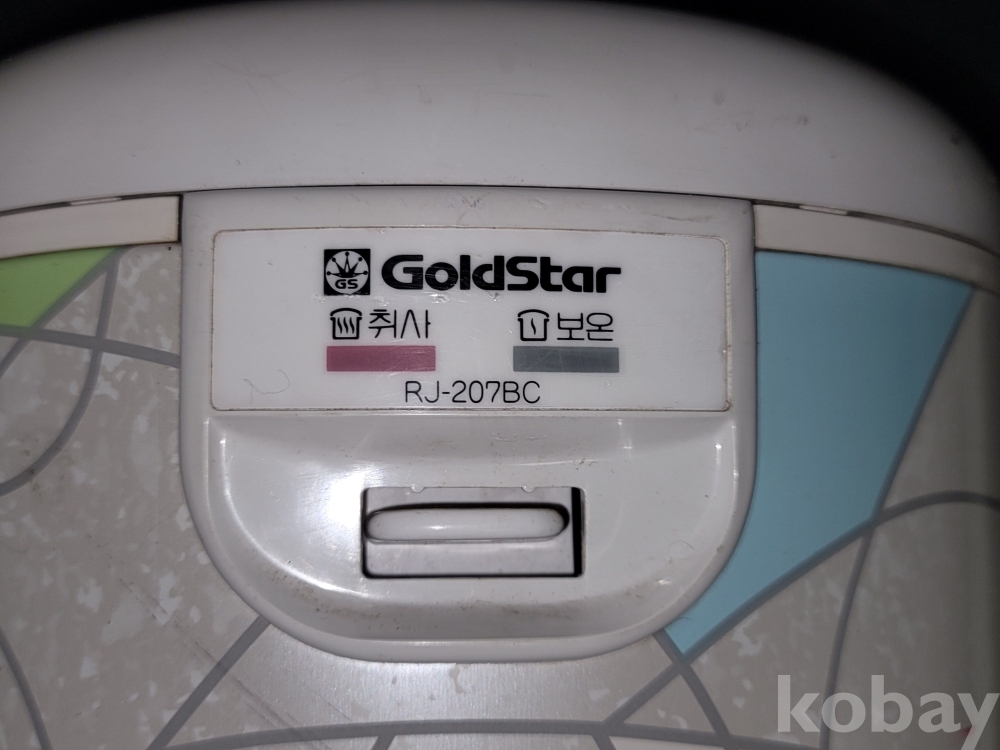 GS GoldStar
취사 보온
RJ-207BC
kobay